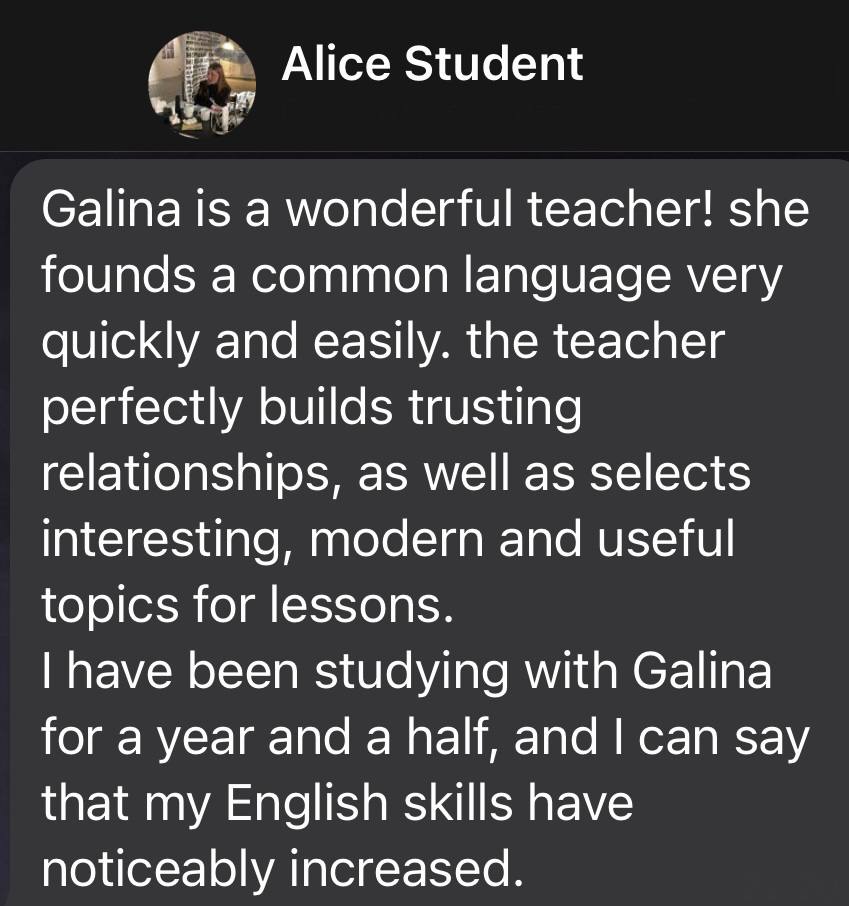 Alice Student
Galina is a wonderful teacher! she
founds a common language very
quickly and easily. the teacher
perfectly builds trusting
relationships, as well as selects
interesting, modern and useful
topics for lessons.
I have been studying with Galina
for a year and a half, and I can say
that my English skills have
noticeably increased.